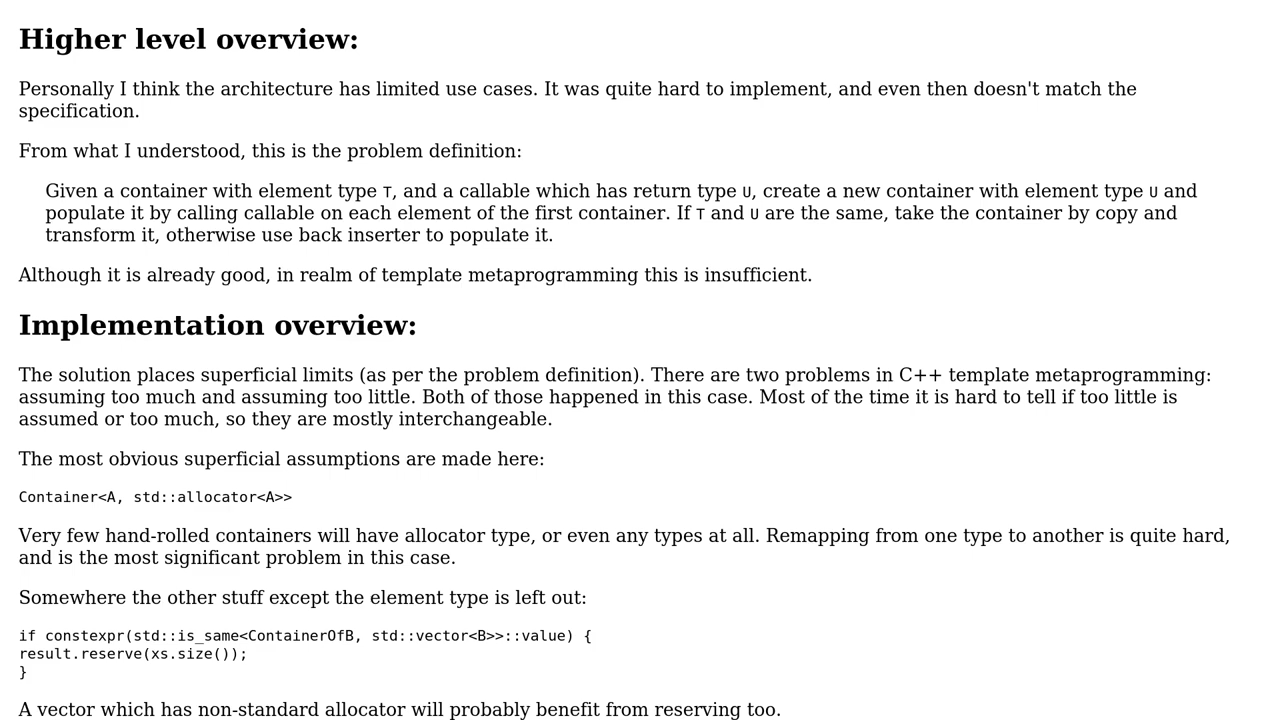 Higher level overview:
Personally I think the architecture has limited use cases. It was quite hard to implement, and even then doesn't match the
specification.
From what I understood, this is the problem definition:
Given a container with element type T, and a callable which has return type U, create a new container with element type U and
populate it by calling callable on each element of the first container. If T and U are the same, take the container by copy and
transform it, otherwise use back inserter to populate it.
Although it is already good, in realm of template metaprogramming this is insufficient.
Implementation overview:
The solution places superficial limits (as per the problem definition). There are two problems in C++ template metaprogramming:
assuming too much and assuming too little. Both of those happened in this case. Most of the time it is hard to tell if too little is
assumed or too much, so they are mostly interchangeable.
The most obvious superficial assumptions are made here:
Container<A, std::allocator<A>>
Very few hand-rolled containers will have allocator type, or even any types at all. Remapping from one type to another is quite hard,
and is the most significant problem in this case.
Somewhere the other stuff except the element type is left out:
if constexpr(std::is_same<ContainerOfB, std::vector<B>>::value) {
result.reserve(xs.size());
}
A vector which has non-standard allocator will probably benefit from reserving too.